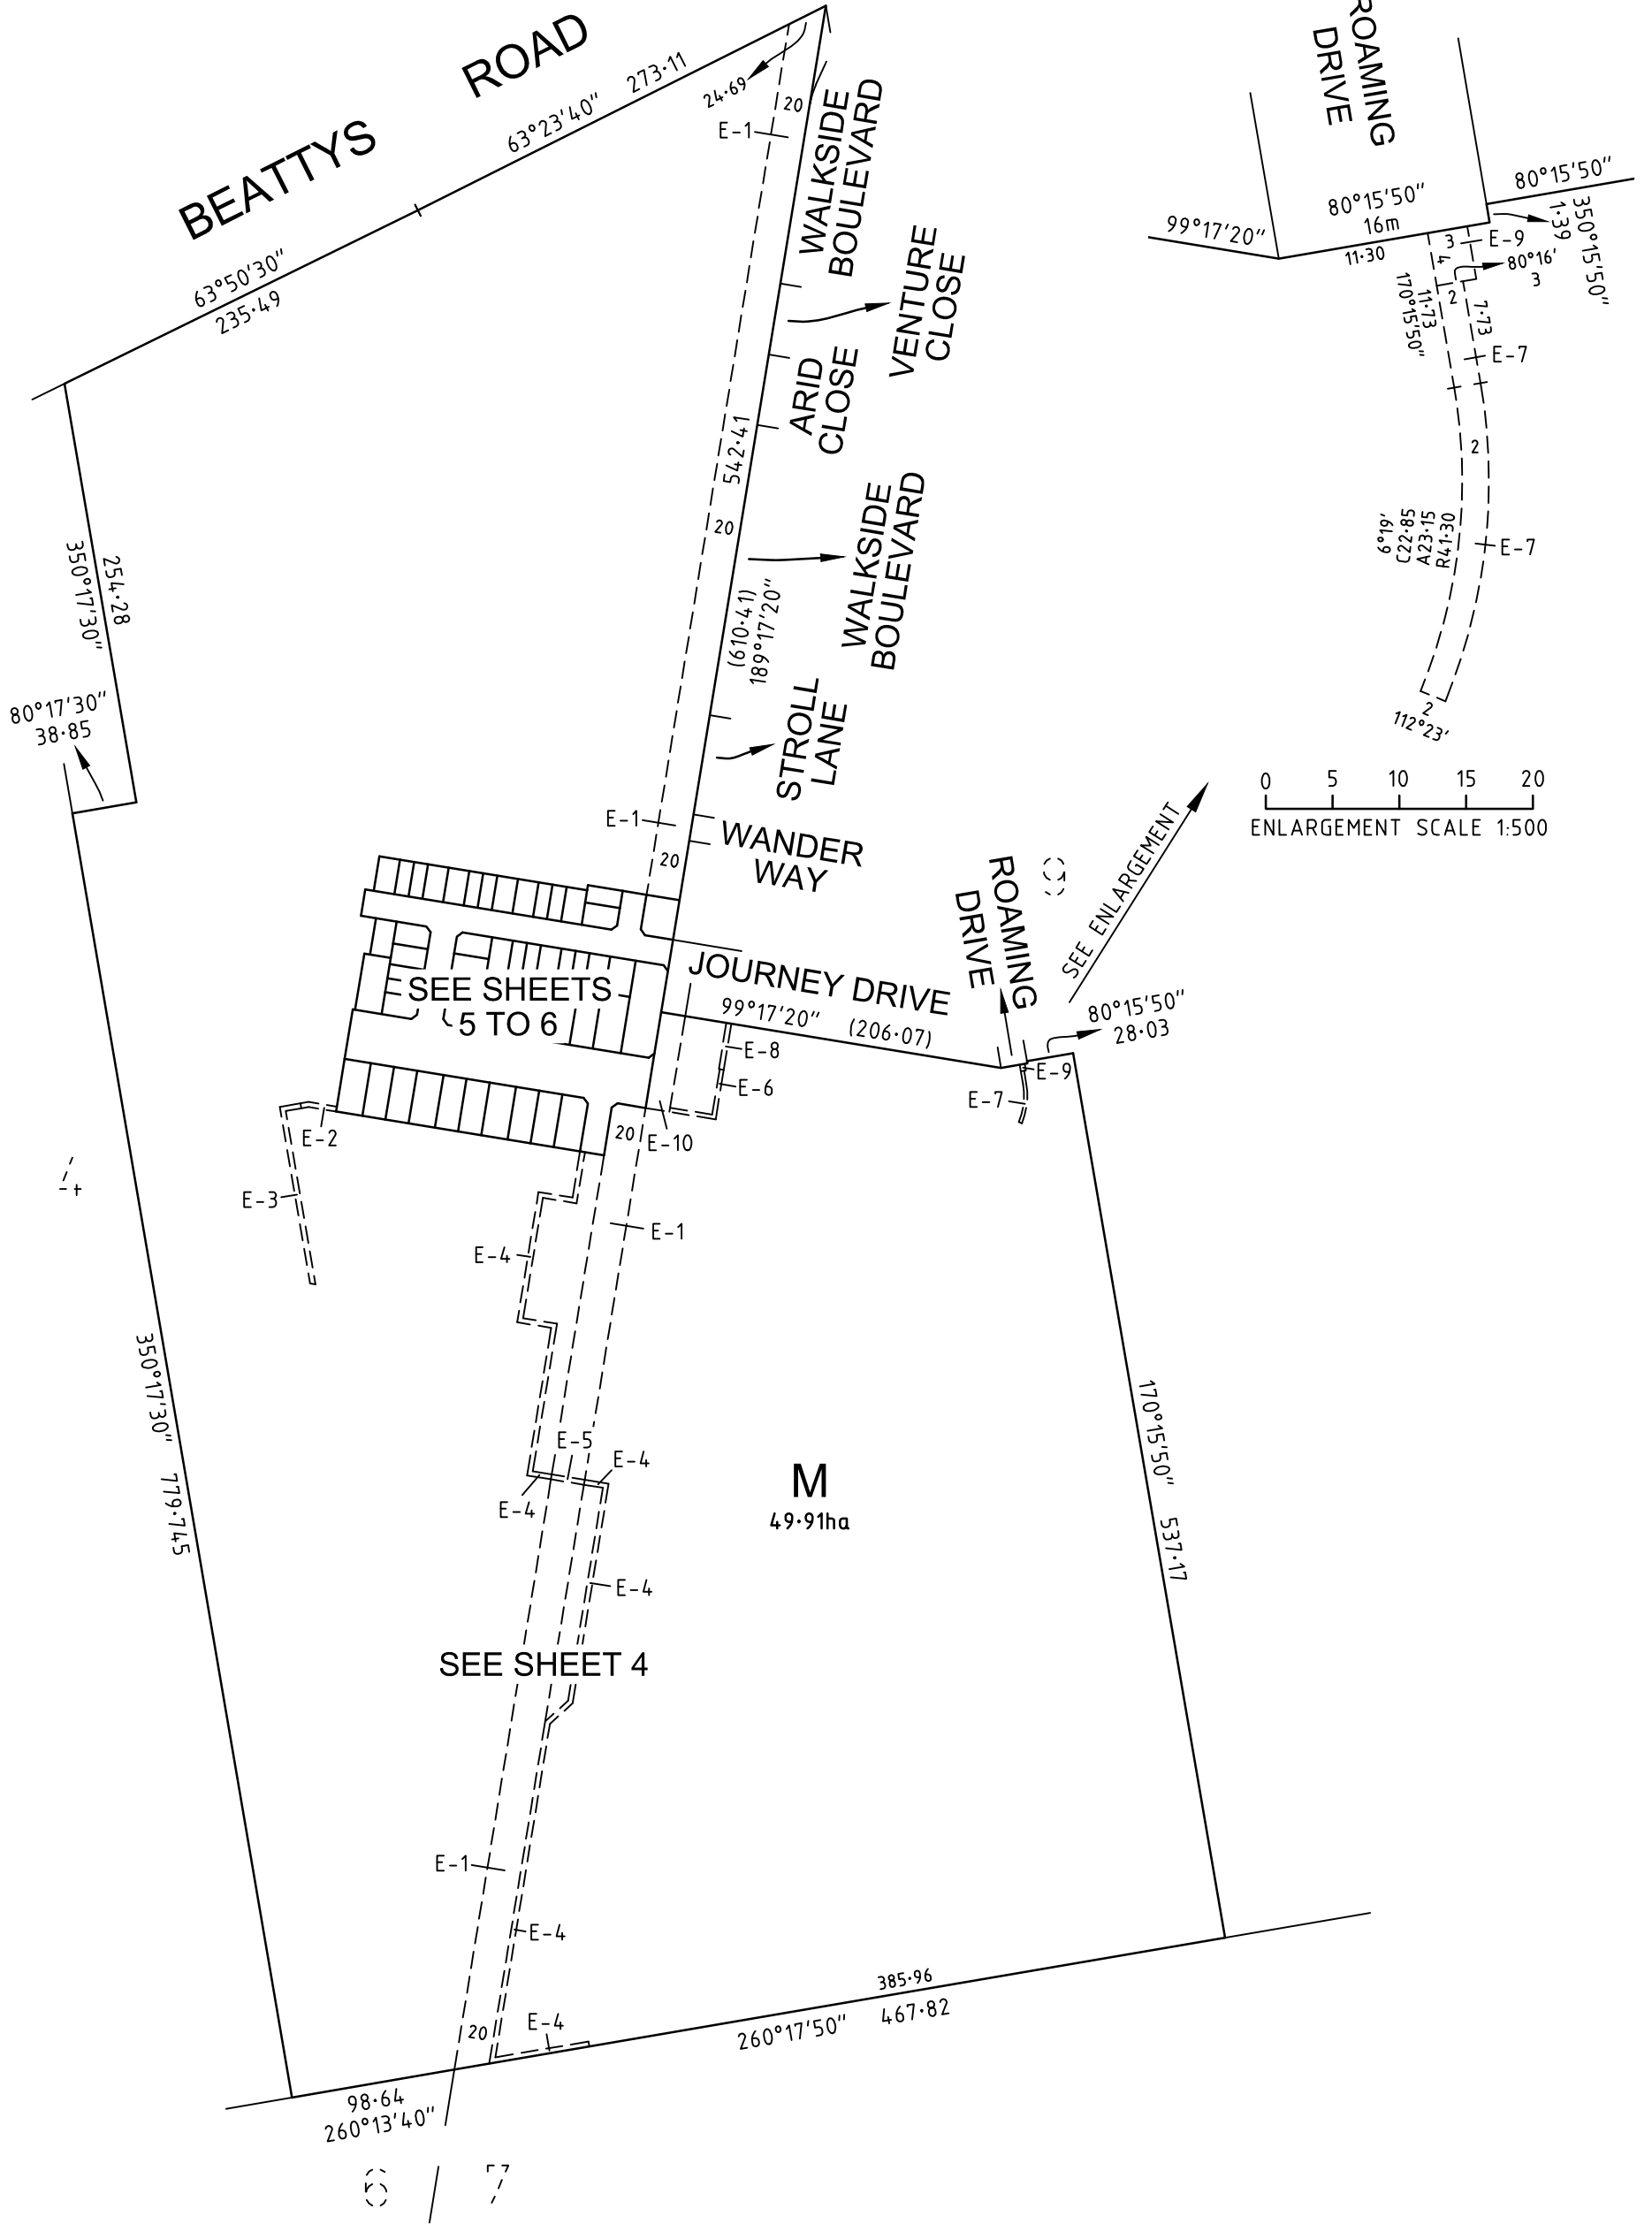 BEATTYS ROAD
63°50'30"
235·49
63°23'40" 273·11
24·69
20
E-1
WALKSIDE
BOULEVARD
VENTURE
CLOSE
ARID
CLOSE
542·41
20
WALKSIDE
BOULEVARD
(610·41)
189°17'20"
STROLL
LANE
E-1
20
WANDER
WAY
254·28
350°17'30"
80°17'30"
38·85
ROAMING
DRIVE
80°15'50"
80°15'50"
16m
99°17'20"
11·30
1·39
350°15'50"
3
E-9
4
80°16'
3
2
11·73
170°15'50"
7·73
E-7
2
6°19'
C22·85
A23·15
R41·30
E-7
2
112°23'
0 5 10 15 20
ENLARGEMENT SCALE 1:500
SEE ENLARGEMENT
9
ROAMING
DRIVE
JOURNEY DRIVE
99°17'20" (206·07)
80°15'50"
28·03
SEE SHEETS
5 TO 6
E-8
E-6
E-9
E-7
E-10
20
E-2
E-3
4
E-4
E-1
E-5
E-4
E-4
M
49·91ha
E-4
SEE SHEET 4
350°17'30" 779·745
170°15'50" 537·17
E-1
E-4
20
E-4
385·96
260°17'50" 467·82
98·64
260°13'40"
6
7